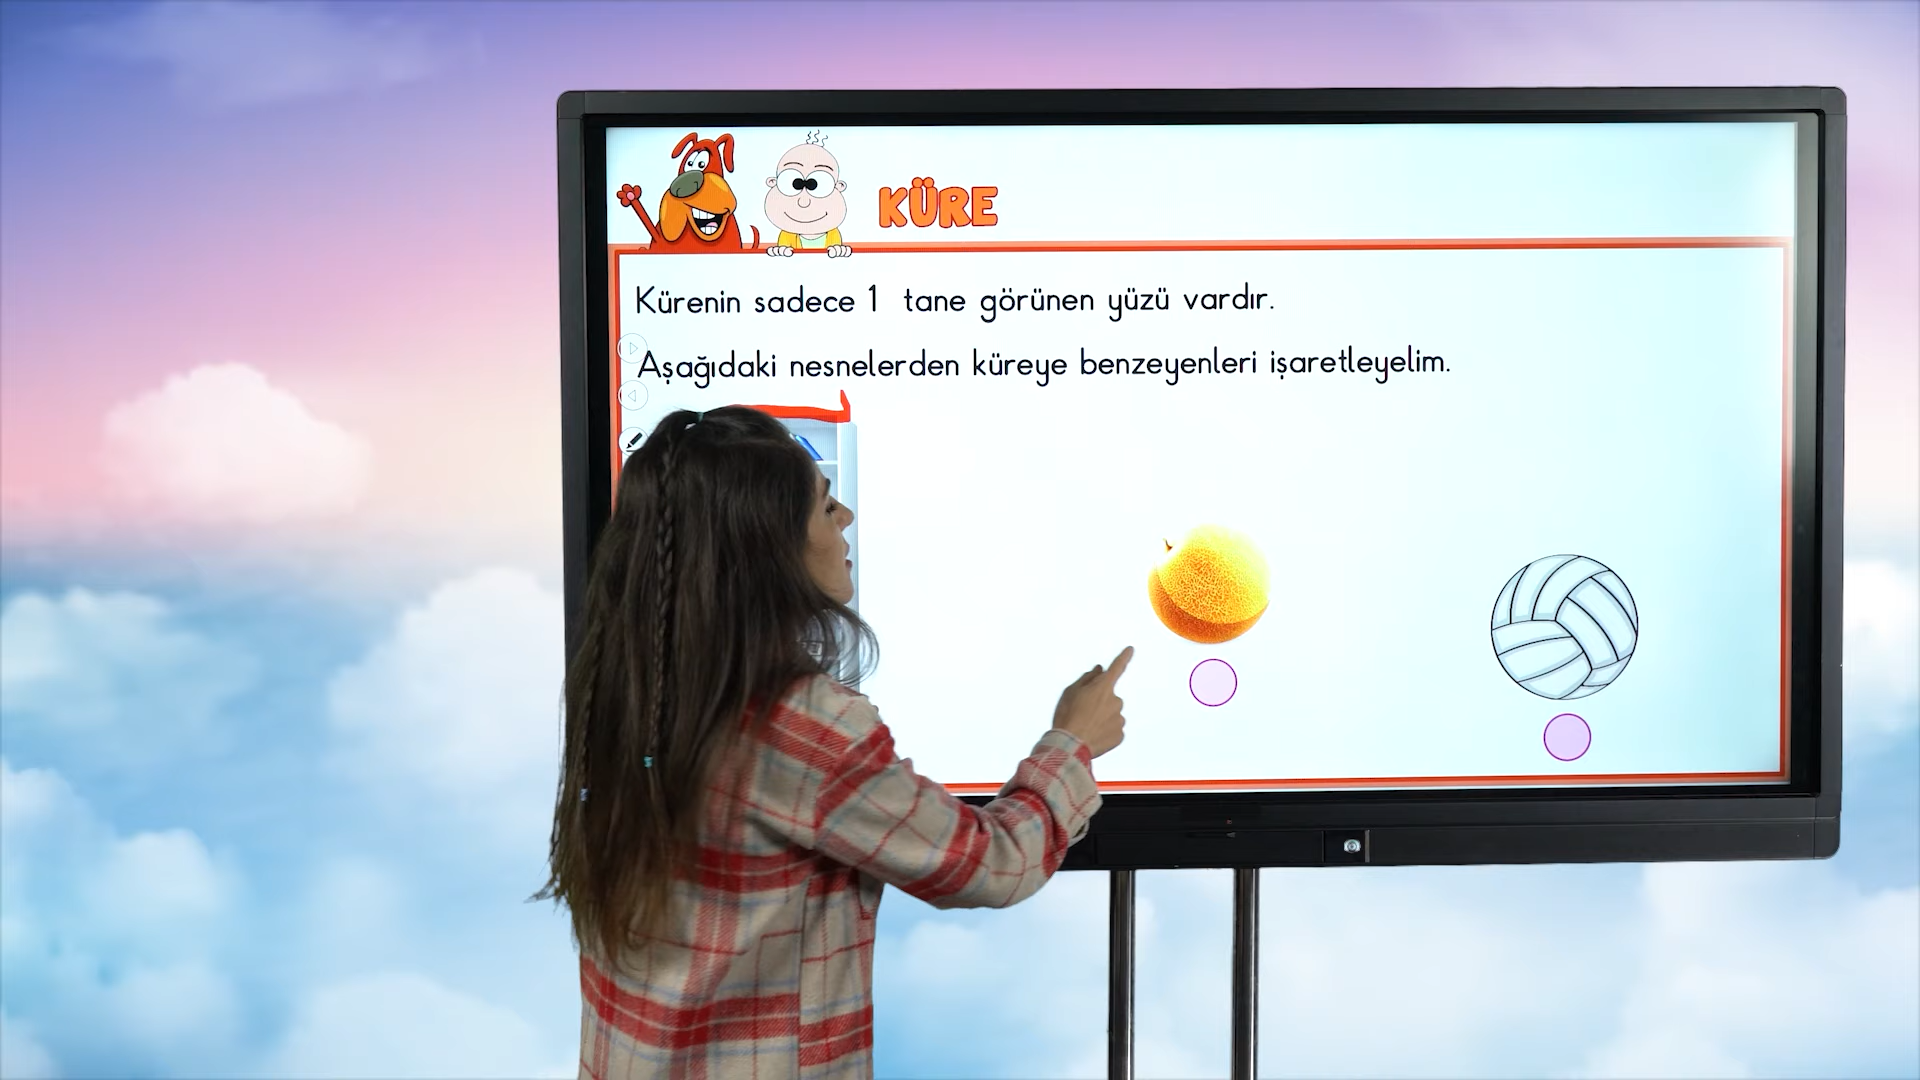 KÜRE
Kürenin sadece 1 tane görünen yüzü vardır.
Aşağıdaki nesnelerden küreye benzeyenleri işaretleyelim.